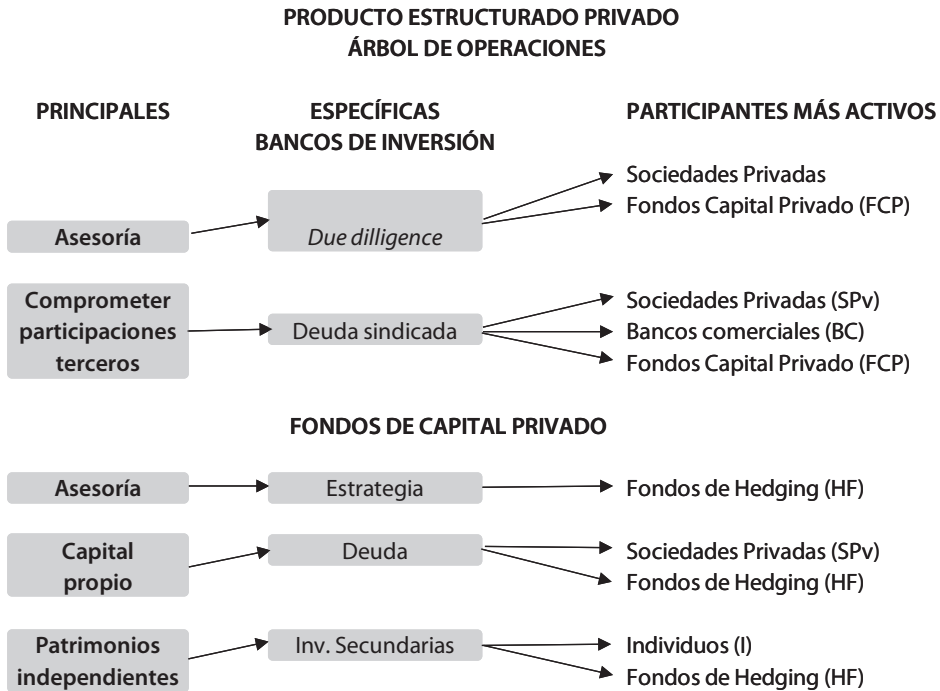 PRODUCTO ESTRUCTURADO PRIVADO
ÁRBOL DE OPERACIONES
PRINCIPALES
ESPECÍFICAS
BANCOS DE INVERSIÓN
PARTICIPANTES MÁS ACTIVOS
Asesoría
Due dilligence
Sociedades Privadas
Fondos Capital Privado (FCP)
Comprometer
participaciones
terceros
Deuda sindicada
Sociedades Privadas (SPv)
Bancos comerciales (BC)
Fondos Capital Privado (FCP)
FONDOS DE CAPITAL PRIVADO
Asesoría
Estrategia
Fondos de Hedging (HF)
Capital
propio
Deuda
Sociedades Privadas (SPv)
Fondos de Hedging (HF)
Patrimonios
independientes
Inv. Secundarias
Individuos (I)
Fondos de Hedging (HF)